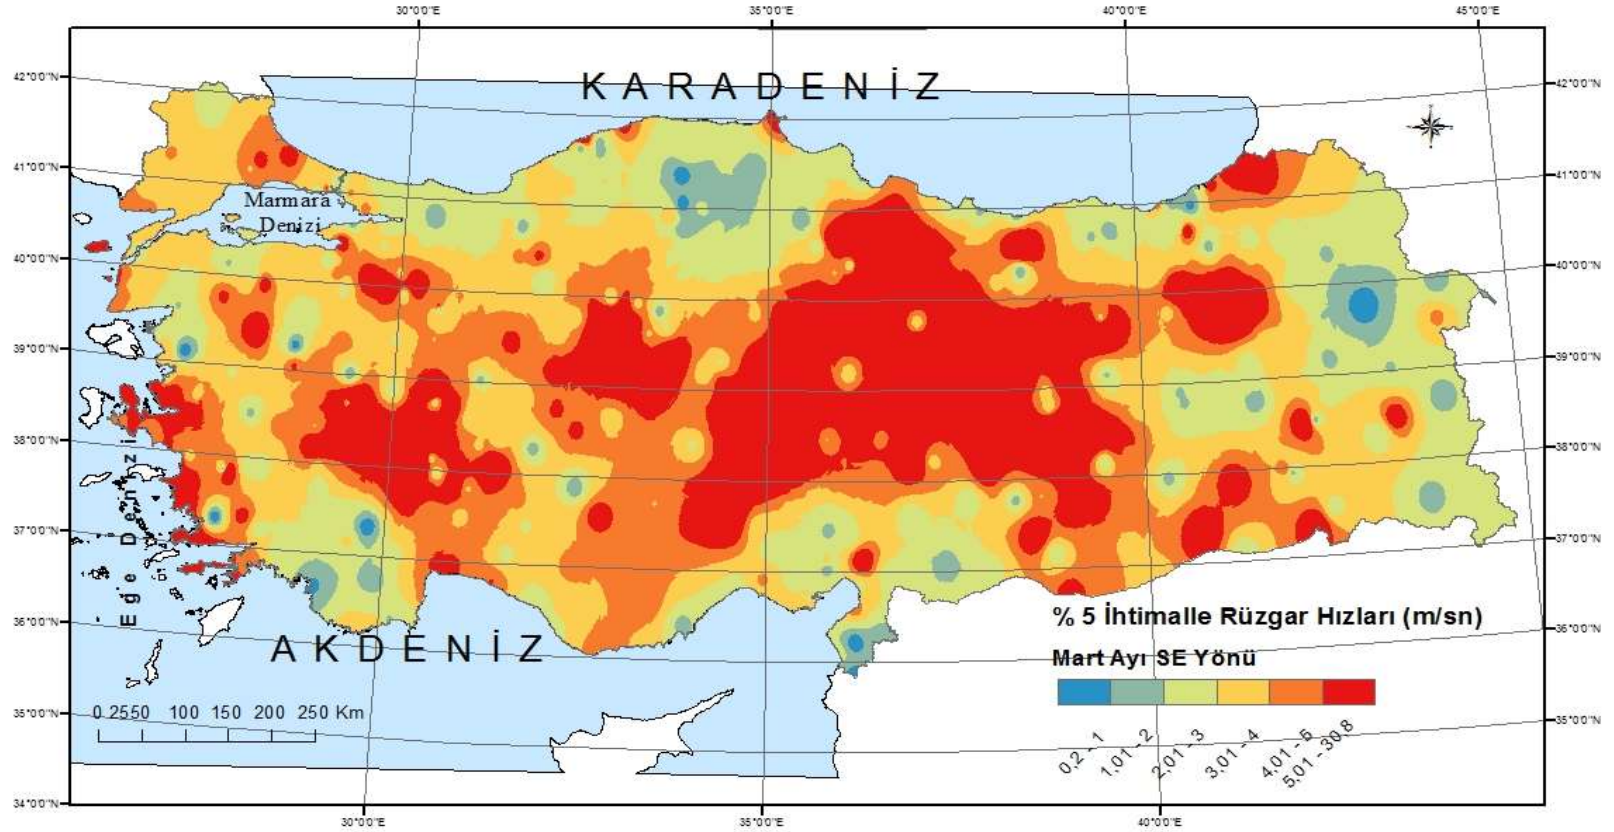 30°0'0"E 35°0'0"E 40°0'0"E 45°0'0"E
42°0'0"N 42°0'0"N
KARADENİZ
41°0'0"N 41°0'0"N
Marmara
Denizi
40°0'0"N 40°0'0"N
39°0'0"N 39°0'0"N
38°0'0"N 38°0'0"N
Ege Denizi
37°0'0"N 37°0'0"N
36°0'0"N 36°0'0"N
AKDENİZ
% 5 İhtimalle Rüzgar Hızları (m/sn)
Mart Ayı SE Yönü
35°0'0"N 35°0'0"N
0 2550 100 150 200 250 Km
0,2 - 1
1,01 - 2
2,01 - 3
3,01 - 4
4,01 - 5
5,01 - 30,8
34°0'0"N
30°0'0"E 35°0'0"E 40°0'0"E